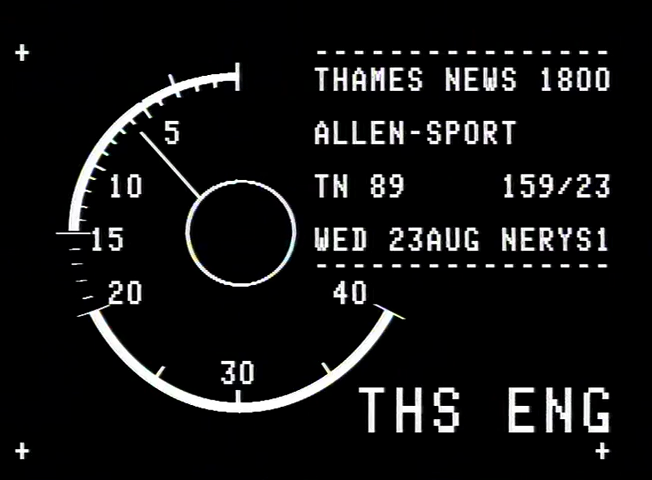 THAMES NEWS 1800
ALLEN-SPORT
TN 89 159/23
WED 23AUG NERYS1
5
10
15
20
30
40
THS ENG